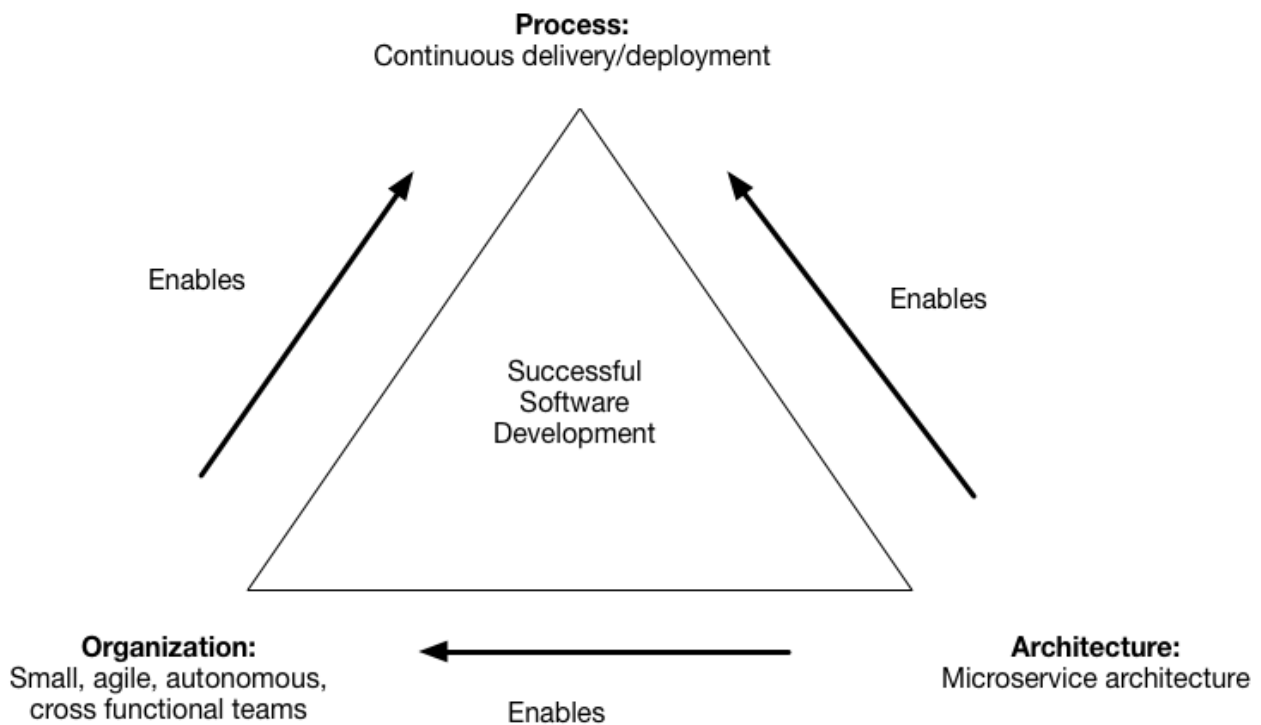 Process:
Continuous delivery/deployment
Enables
Enables
Successful
Software
Development
Organization:
Small, agile, autonomous,
cross functional teams
Enables
Architecture:
Microservice architecture